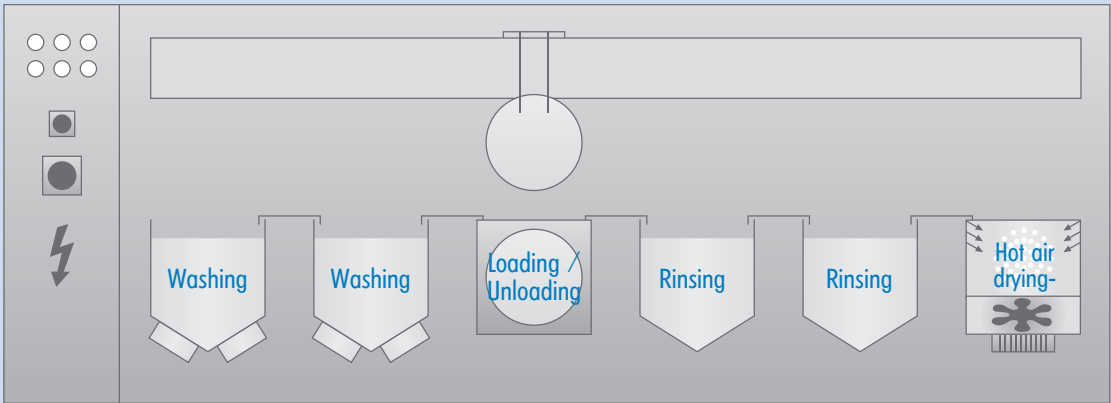 Washing
Washing
Loading /
Unloading
Rinsing
Rinsing
Hot air
drying-